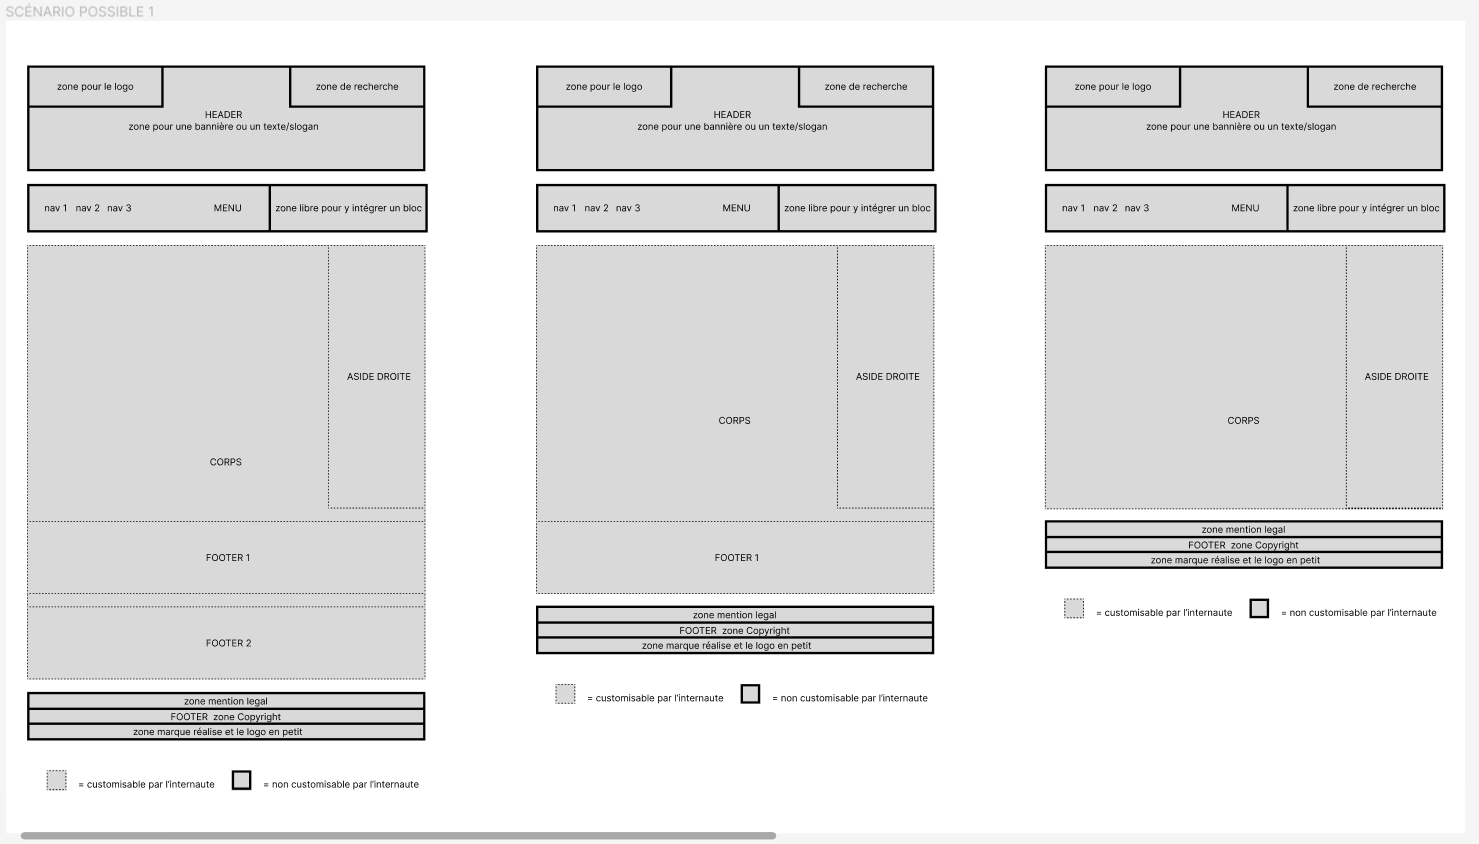 SCÉNARIO POSSIBLE 1
zone pour le logo
zone de recherche
HEADER
zone pour une bannière ou un texte/slogan
nav 1 nav 2 nav 3 MENU
zone libre pour y intégrer un bloc
ASIDE DROITE
CORPS
FOOTER 1
FOOTER 2
zone mention legal
FOOTER zone Copyright
zone marque réalise et le logo en petit
= customisable par l'internaute
= non customisable par l'internaute
zone pour le logo
zone de recherche
HEADER
zone pour une bannière ou un texte/slogan
nav 1 nav 2 nav 3 MENU
zone libre pour y intégrer un bloc
ASIDE DROITE
CORPS
FOOTER 1
zone mention legal
FOOTER zone Copyright
zone marque réalise et le logo en petit
= customisable par l'internaute
= non customisable par l'internaute
zone pour le logo
zone de recherche
HEADER
zone pour une bannière ou un texte/slogan
nav 1 nav 2 nav 3 MENU
zone libre pour y intégrer un bloc
ASIDE DROITE
CORPS
zone mention legal
FOOTER zone Copyright
zone marque réalise et le logo en petit
= customisable par l'internaute
= non customisable par l'internaute